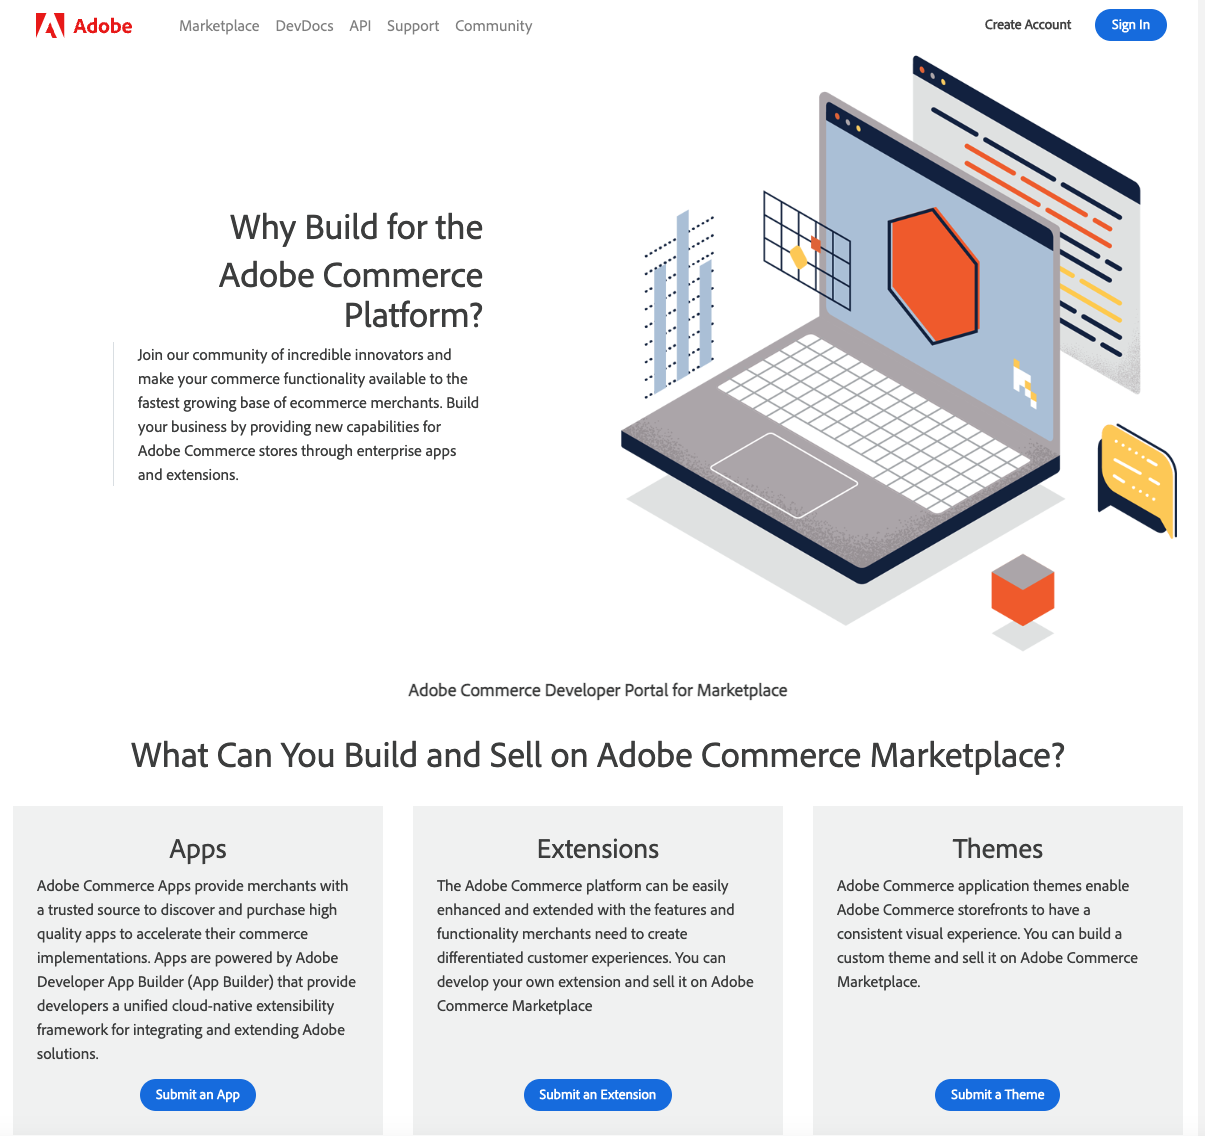 Adobe
Marketplace DevDocs API Support Community
Create Account
Sign In
Why Build for the
Adobe Commerce
Platform?
Join our community of incredible innovators and
make your commerce functionality available to the
fastest growing base of ecommerce merchants. Build
your business by providing new capabilities for
Adobe Commerce stores through enterprise apps
and extensions.
Adobe Commerce Developer Portal for Marketplace
What Can You Build and Sell on Adobe Commerce Marketplace?
Apps
Adobe Commerce Apps provide merchants with
a trusted source to discover and purchase high
quality apps to accelerate their commerce
implementations. Apps are powered by Adobe
Developer App Builder (App Builder) that provide
developers a unified cloud-native extensibility
framework for integrating and extending Adobe
solutions.
Submit an App
Extensions
The Adobe Commerce platform can be easily
enhanced and extended with the features and
functionality merchants need to create
differentiated customer experiences. You can
develop your own extension and sell it on Adobe
Commerce Marketplace
Submit an Extension
Themes
Adobe Commerce application themes enable
Adobe Commerce storefronts to have a
consistent visual experience. You can build a
custom theme and sell it on Adobe Commerce
Marketplace.
Submit a Theme